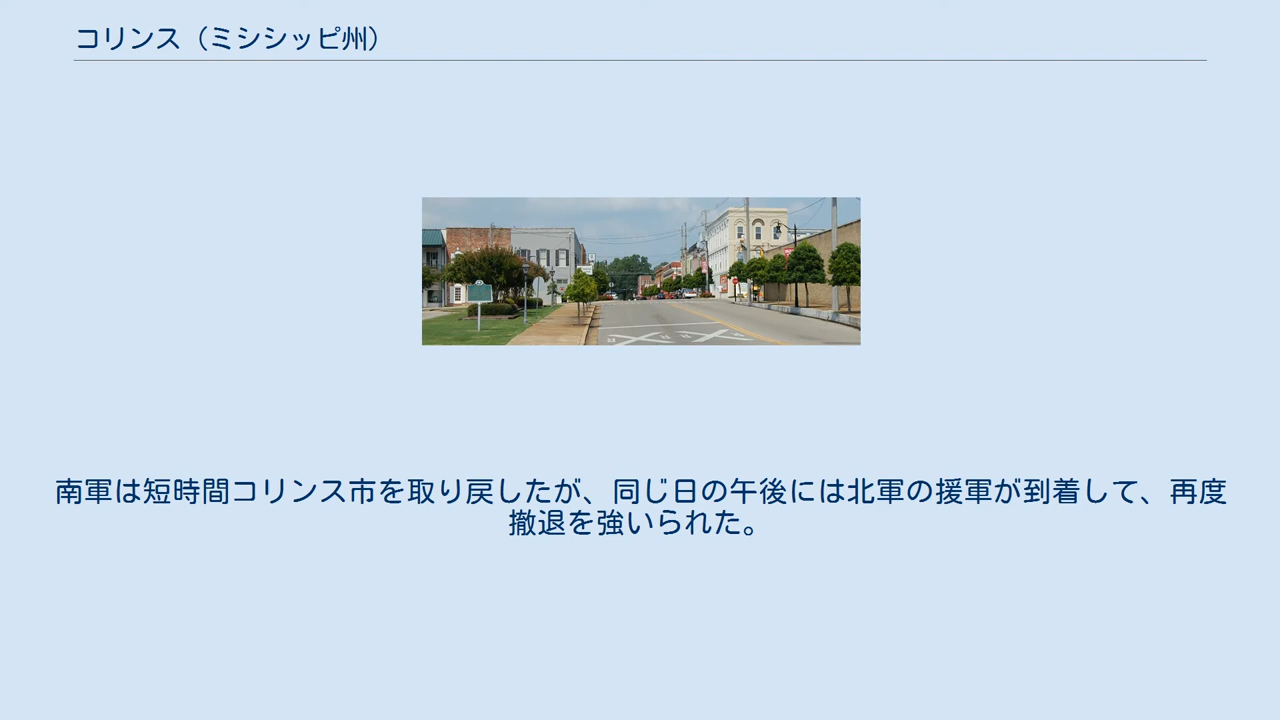 コリンス（ミシシッピ州）
南軍は短時間コリンス市を取り戻したが、同じ日の午後には北軍の援軍が到着して、再度
撤退を強いられた。